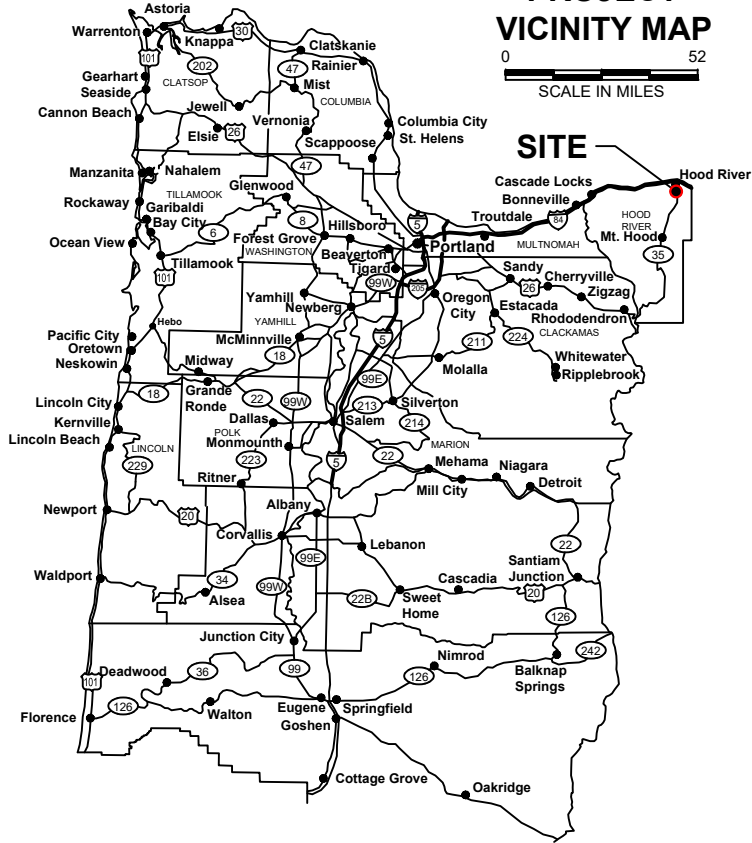 VICINITY MAP
0 52
SCALE IN MILES
SITE
Astoria
Warrenton
Knappa
30
Clatskanie
Rainier
101
202
47
Gearhart
CLATSOP
Mist
Seaside
COLUMBIA
Jewell
Cannon Beach
Vernonia
Columbia City
Elsie
26
Scappoose
St. Helens
47
Hood River
Cascade Locks
Manzanita
Nahalem
Bonneville
84
TILLAMOOK
Glenwood
Rockaway
Garibaldi
5
Troutdale
HOOD
RIVER
Bay City
8
Hillsboro
6
Forest Grove
Portland
MULTNOMAH
Mt. Hood
Ocean View
WASHINGTON
Beaverton
35
Tillamook
Tigard
Sandy
Cherryville
101
99W
205
26
Yamhill
Oregon
City
Zigzag
Newberg
Estacada
Rhododendron
Hebo
YAMHILL
CLACKAMAS
Pacific City
McMinnville
5
211
224
Oretown
18
Whitewater
Neskowin
Midway
Molalla
Ripplebrook
99E
18
Grande
Ronde
22
99W
213
Silverton
Lincoln City
Dallas
Salem
214
Kernville
POLK
Lincoln Beach
Monmouth
MARION
LINCOLN
223
5
22
Mehama
Niagara
229
Ritner
Mill City
Detroit
Newport
Albany
20
Corvallis
Lebanon
22
99E
Waldport
34
99W
Santiam
Junction
Cascadia
Alsea
22B
Sweet
Home
20
126
Junction City
242
Deadwood
36
99
Nimrod
Balknap
Springs
101
126
126
Florence
Walton
Eugene
Springfield
Goshen
Cottage Grove
Oakridge